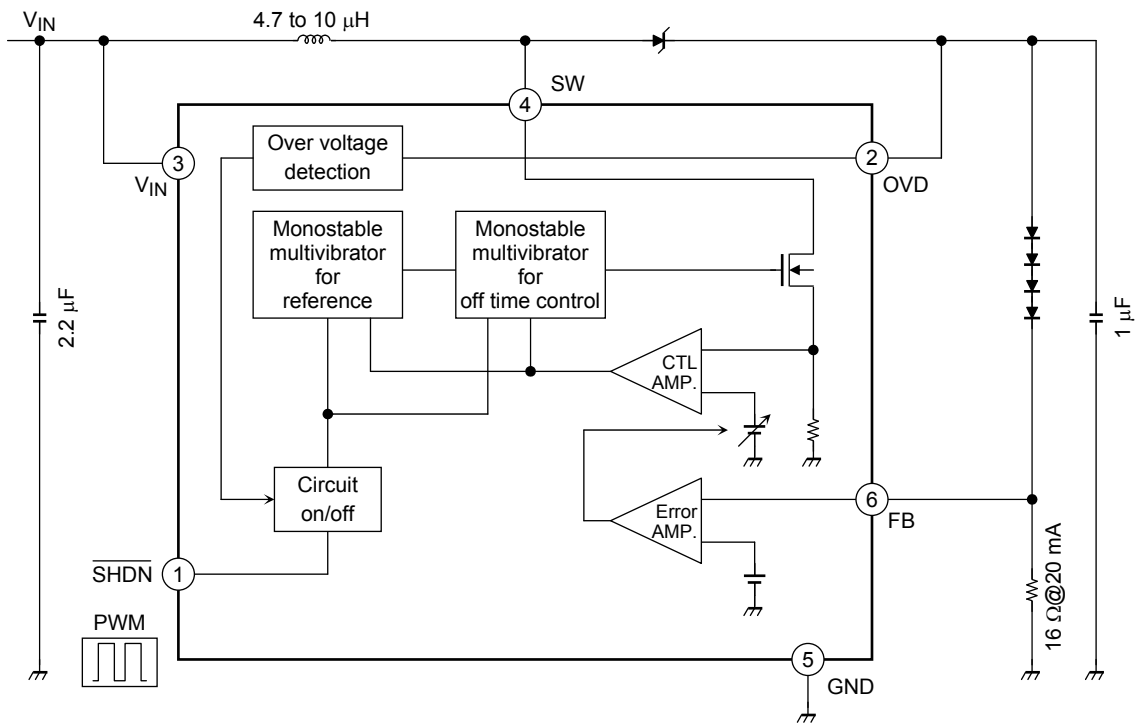 VIN
4.7 to 10 μH
SW
4
Over voltage
detection
3
VIN
2
OVD
Monostable
multivibrator
for
reference
Monostable
multivibrator
for
off time control
2.2 μF
1 μF
CTL
AMP.
Circuit
on/off
Error
AMP.
6
FB
SHDN
1
16 Ω@20 mA
PWM
5
GND